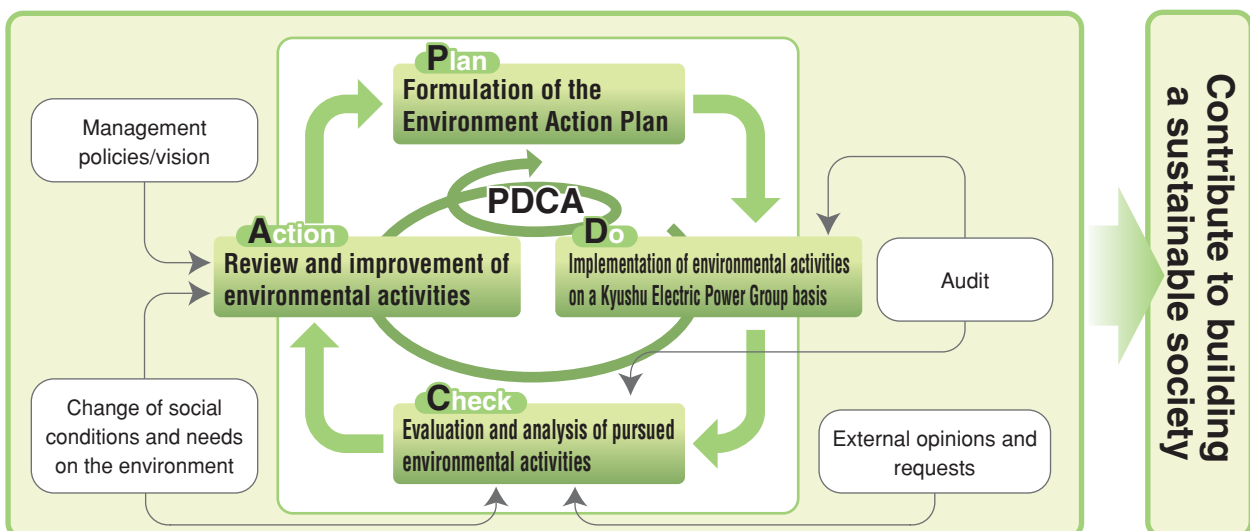 Plan
Formulation of the
Environment Action Plan
Management
policies/vision
PDCA
Action
Review and improvement of
environmental activities
Do
Implementation of environmental activities
on a Kyushu Electric Power Group basis
Audit
Check
Evaluation and analysis of pursued
environmental activities
Change of social
conditions and needs
on the environment
External opinions and
requests
Contribute to building
a sustainable society